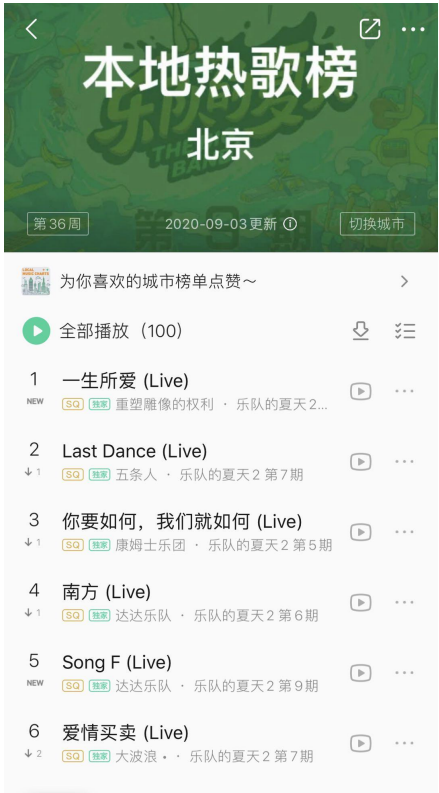 本地热歌榜
北京
第36周
2020-09-03更新
切换城市
为你喜欢的城市榜单点赞～
全部播放（100）
1 一生所爱 (Live)
NEW SQ 独家 重塑雕像的权利 · 乐队的夏天2...
2 Last Dance (Live)
↓ 1 SQ 独家 五条人 · 乐队的夏天2 第7期
3 你要如何，我们就如何 (Live)
↓ 1 SQ 独家 康姆士乐团 · 乐队的夏天2 第5期
4 南方 (Live)
↓ 1 SQ 独家 达达乐队 · 乐队的夏天2 第6期
5 Song F (Live)
NEW SQ 独家 达达乐队 · 乐队的夏天2 第9期
6 爱情买卖 (Live)
↓ 2 SQ 独家 大波浪 • · 乐队的夏天2 第7期